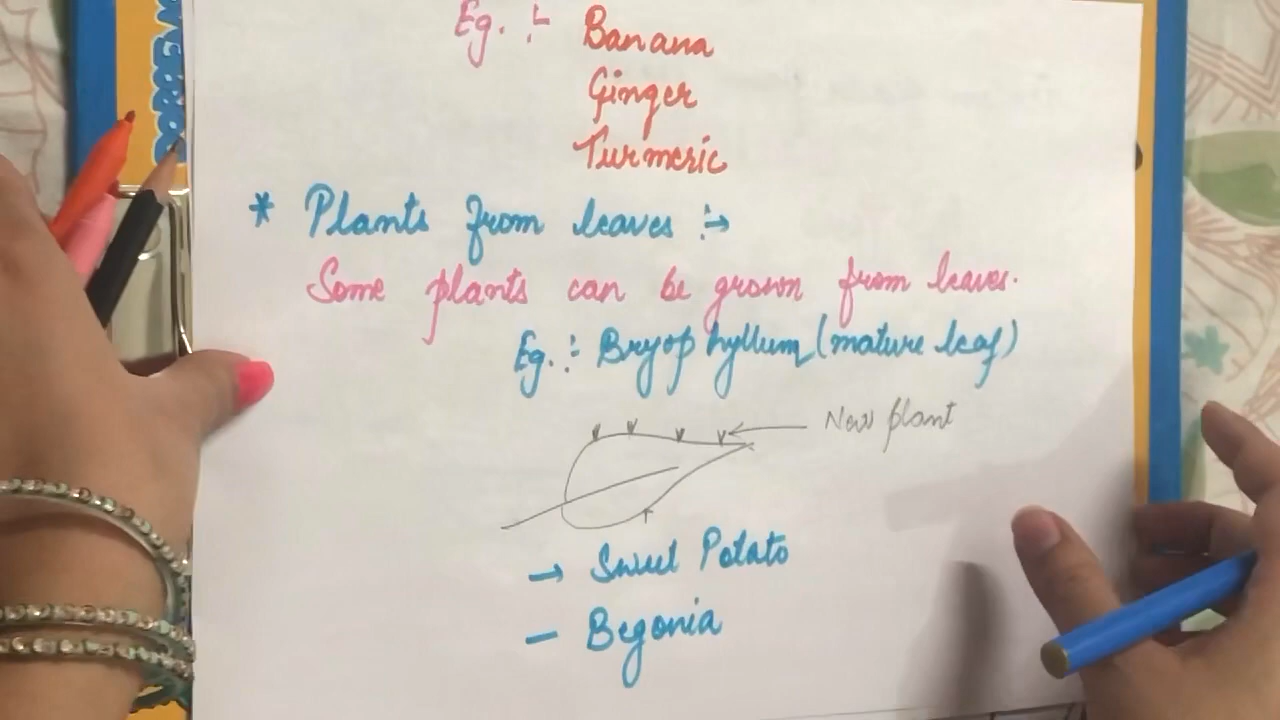 Eg. :- Banana
Ginger
Turmeric
* Plants from leaves :→
Some plants can be grown from leaves.
Eg. : Bryophyllum (mature leaf)
New plant
→ Sweet Potato
— Begonia